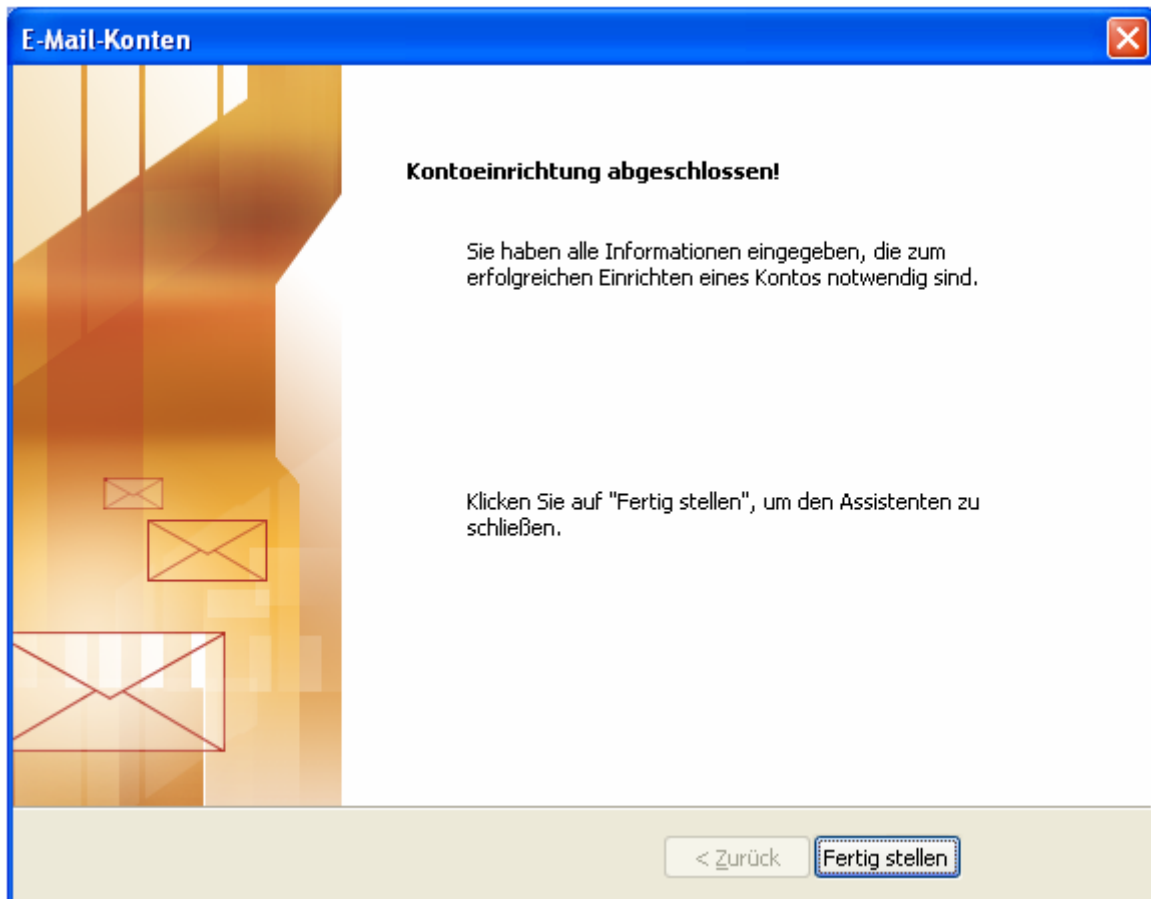 E-Mail-Konten
Kontoeinrichtung abgeschlossen!
Sie haben alle Informationen eingegeben, die zum
erfolgreichen Einrichten eines Kontos notwendig sind.
Klicken Sie auf "Fertig stellen", um den Assistenten zu
schließen.
< Zurück
Fertig stellen